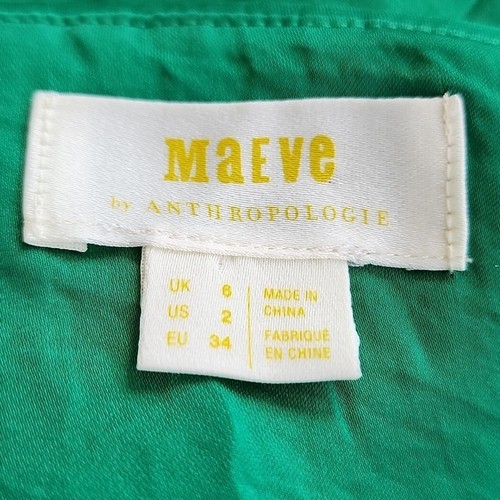 MaEve
by ANTHROPOLOGIE
UK 6
US 2
EU 34
MADE IN
CHINA
FABRIQUÉ
EN CHINE